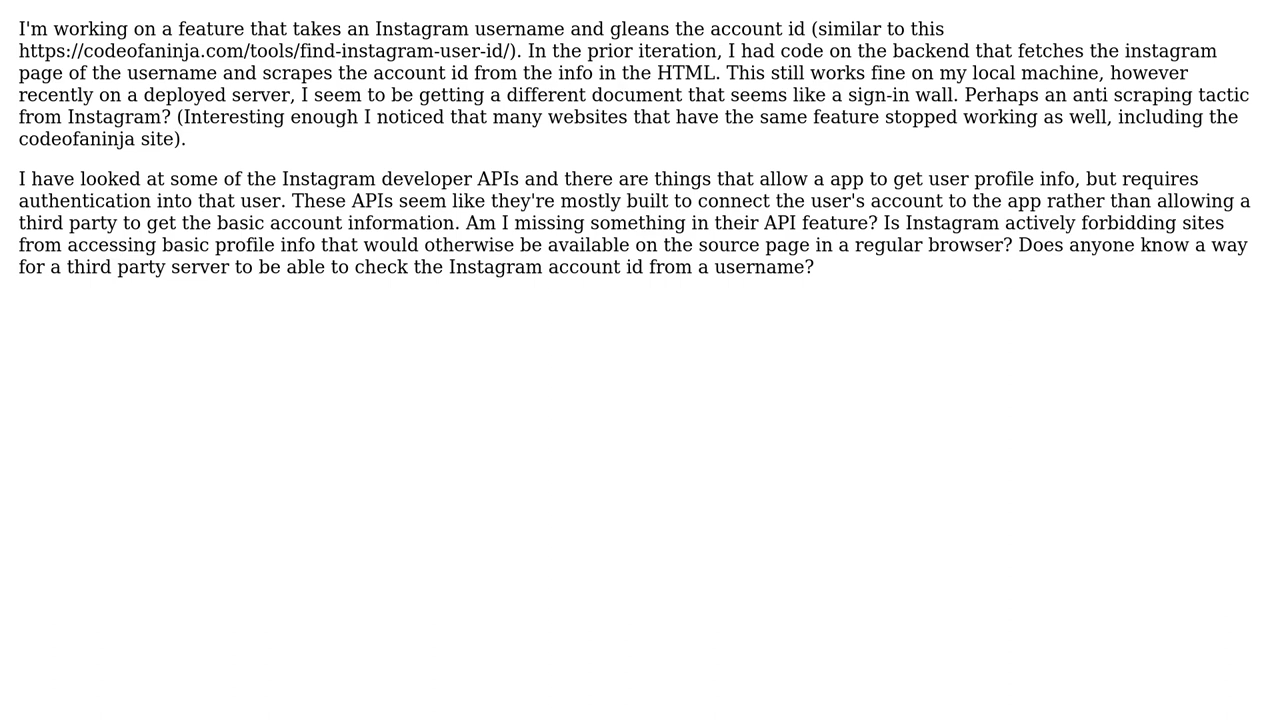 I'm working on a feature that takes an Instagram username and gleans the account id (similar to this
https://codeofaninja.com/tools/find-instagram-user-id/). In the prior iteration, I had code on the backend that fetches the instagram
page of the username and scrapes the account id from the info in the HTML. This still works fine on my local machine, however
recently on a deployed server, I seem to be getting a different document that seems like a sign-in wall. Perhaps an anti scraping tactic
from Instagram? (Interesting enough I noticed that many websites that have the same feature stopped working as well, including the
codeofaninja site).
I have looked at some of the Instagram developer APIs and there are things that allow a app to get user profile info, but requires
authentication into that user. These APIs seem like they're mostly built to connect the user's account to the app rather than allowing a
third party to get the basic account information. Am I missing something in their API feature? Is Instagram actively forbidding sites
from accessing basic profile info that would otherwise be available on the source page in a regular browser? Does anyone know a way
for a third party server to be able to check the Instagram account id from a username?